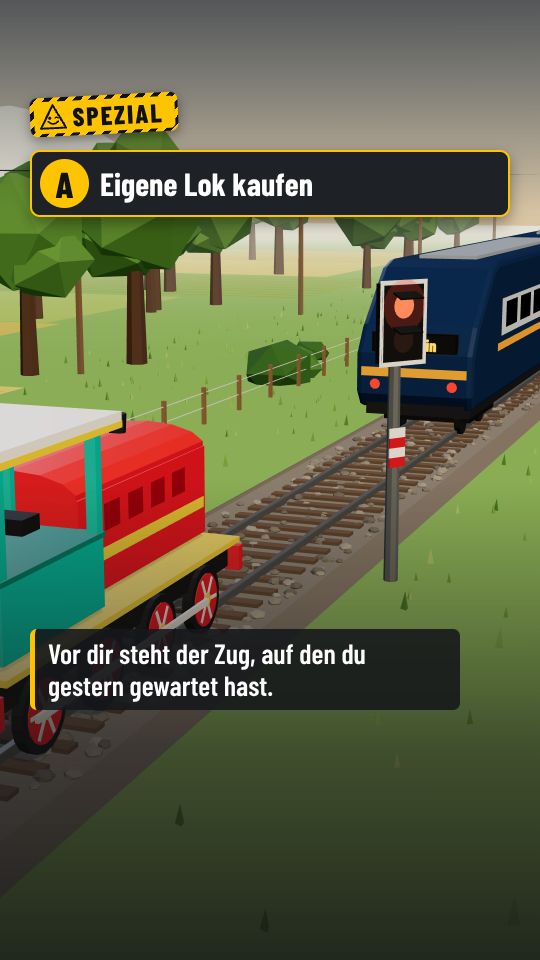 SPEZIAL
A Eigene Lok kaufen
Vor dir steht der Zug, auf den du
gestern gewartet hast.